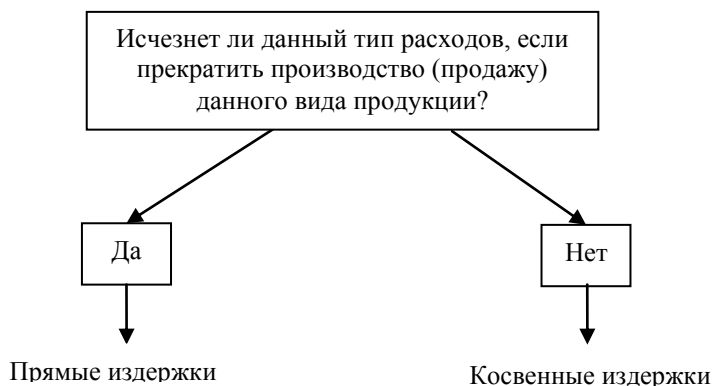 Исчезнет ли данный тип расходов, если
прекратить производство (продажу)
данного вида продукции?
Да
Нет
Прямые издержки
Косвенные издержки